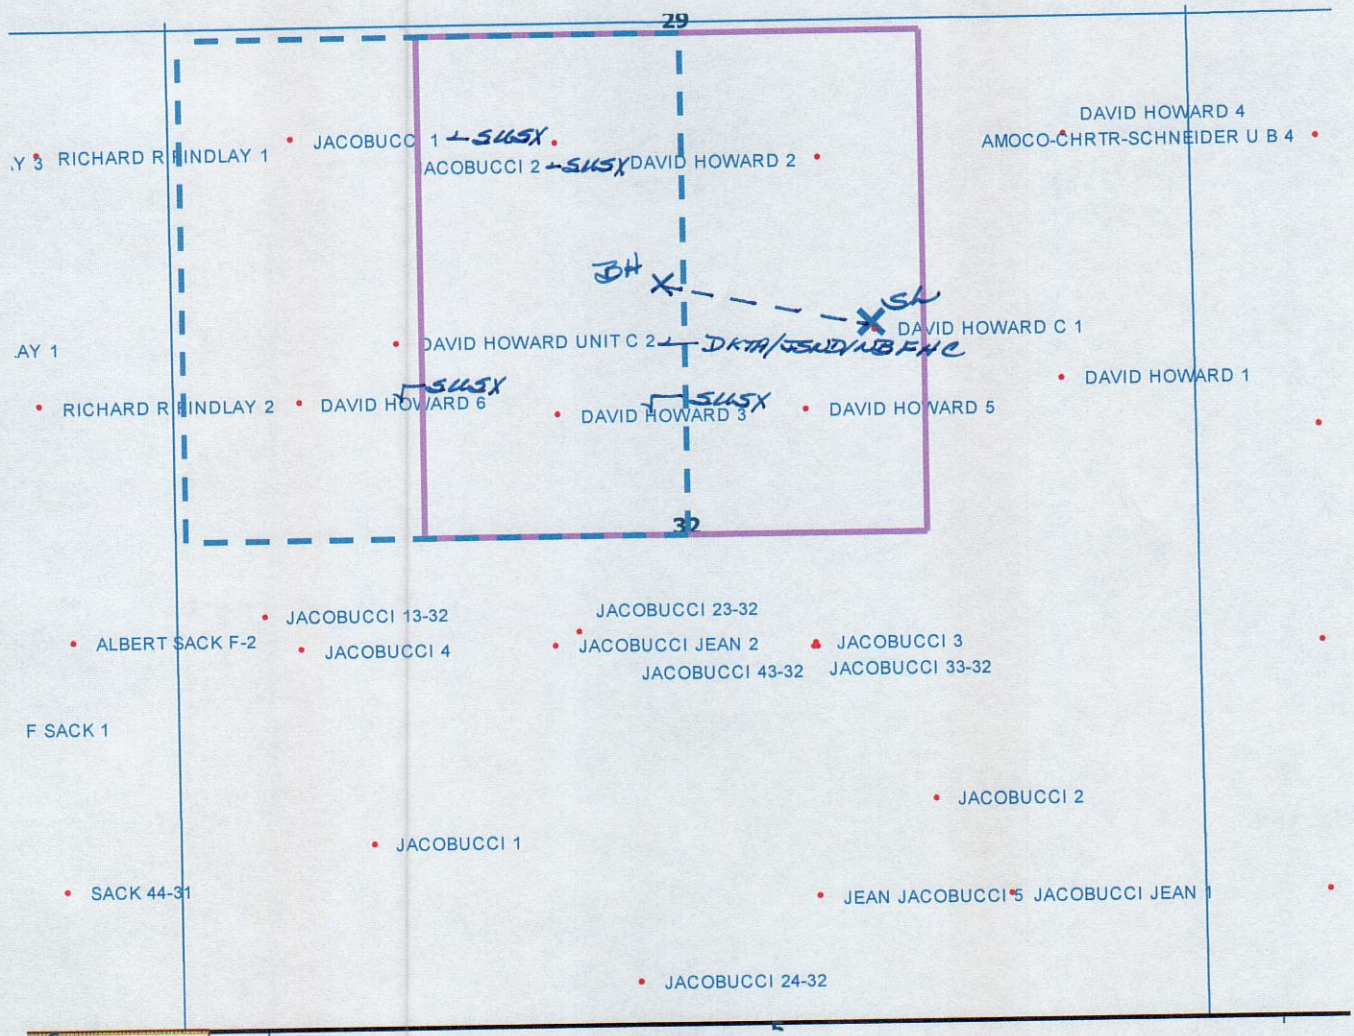 29
DAVID HOWARD 4
AMOCO-CHRTR-SCHNEIDER U B 4
.Y 3
RICHARD R FINDLAY 1
JACOBUCCI 1
SUSX
JACOBUCCI 2
SUSX
DAVID HOWARD 2
BH
SL
DAVID HOWARD C 1
.AY 1
DAVID HOWARD UNIT C 2
DKTA/JSND/NBFHC
DAVID HOWARD 1
SUSX
SUSX
RICHARD R FINDLAY 2
DAVID HOWARD 6
DAVID HOWARD 3
DAVID HOWARD 5
32
JACOBUCCI 13-32
JACOBUCCI 23-32
ALBERT SACK F-2
JACOBUCCI 4
JACOBUCCI JEAN 2
JACOBUCCI 3
JACOBUCCI 43-32
JACOBUCCI 33-32
F SACK 1
JACOBUCCI 2
JACOBUCCI 1
SACK 44-31
JEAN JACOBUCCI 5
JACOBUCCI JEAN 1
JACOBUCCI 24-32